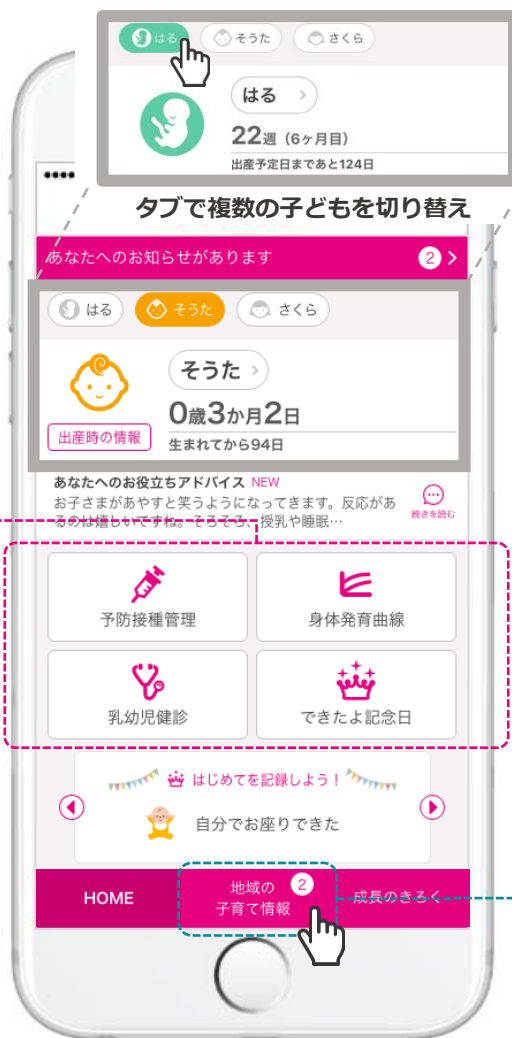 はる そうた さくら
はる
22週（6ヶ月目）
出産予定日まであと124日
タブで複数の子どもを切り替え
あなたへのお知らせがあります 2
はる そうた さくら
そうた
0歳3か月2日
出産時の情報
生まれてから94日
あなたへのお役立ちアドバイス NEW
お子さまがあやすと笑うようになってきます。反応があ
るのは嬉しいですね。そろそろ、授乳や睡眠…
続きを読む
予防接種管理 身体発育曲線
乳幼児健診 できたよ記念日
はじめてを記録しよう！
自分でお座りできた
HOME
地域の
子育て情報
2
成長のきろく